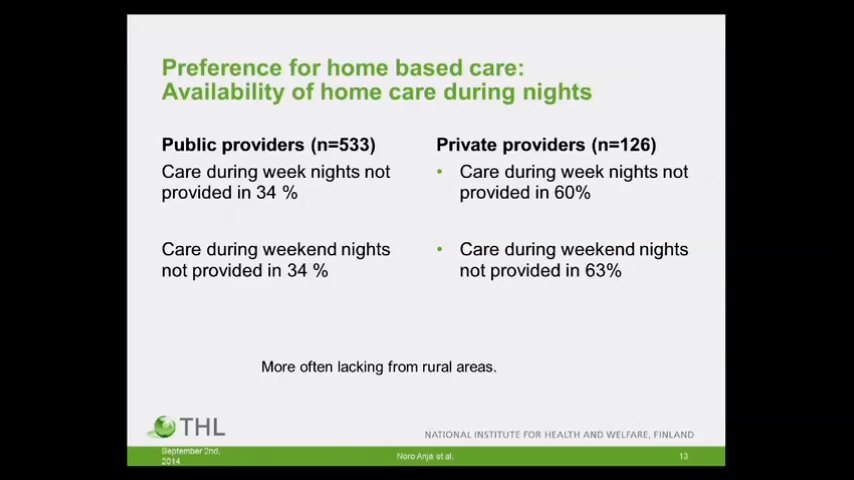 Preference for home based care:
Availability of home care during nights
Public providers (n=533)
Care during week nights not
provided in 34 %
Care during weekend nights
not provided in 34 %
Private providers (n=126)
• Care during week nights not
provided in 60%
• Care during weekend nights
not provided in 63%
More often lacking from rural areas.
THL
NATIONAL INSTITUTE FOR HEALTH AND WELFARE, FINLAND
September 2nd,
2014
Noro Anja et al.
13